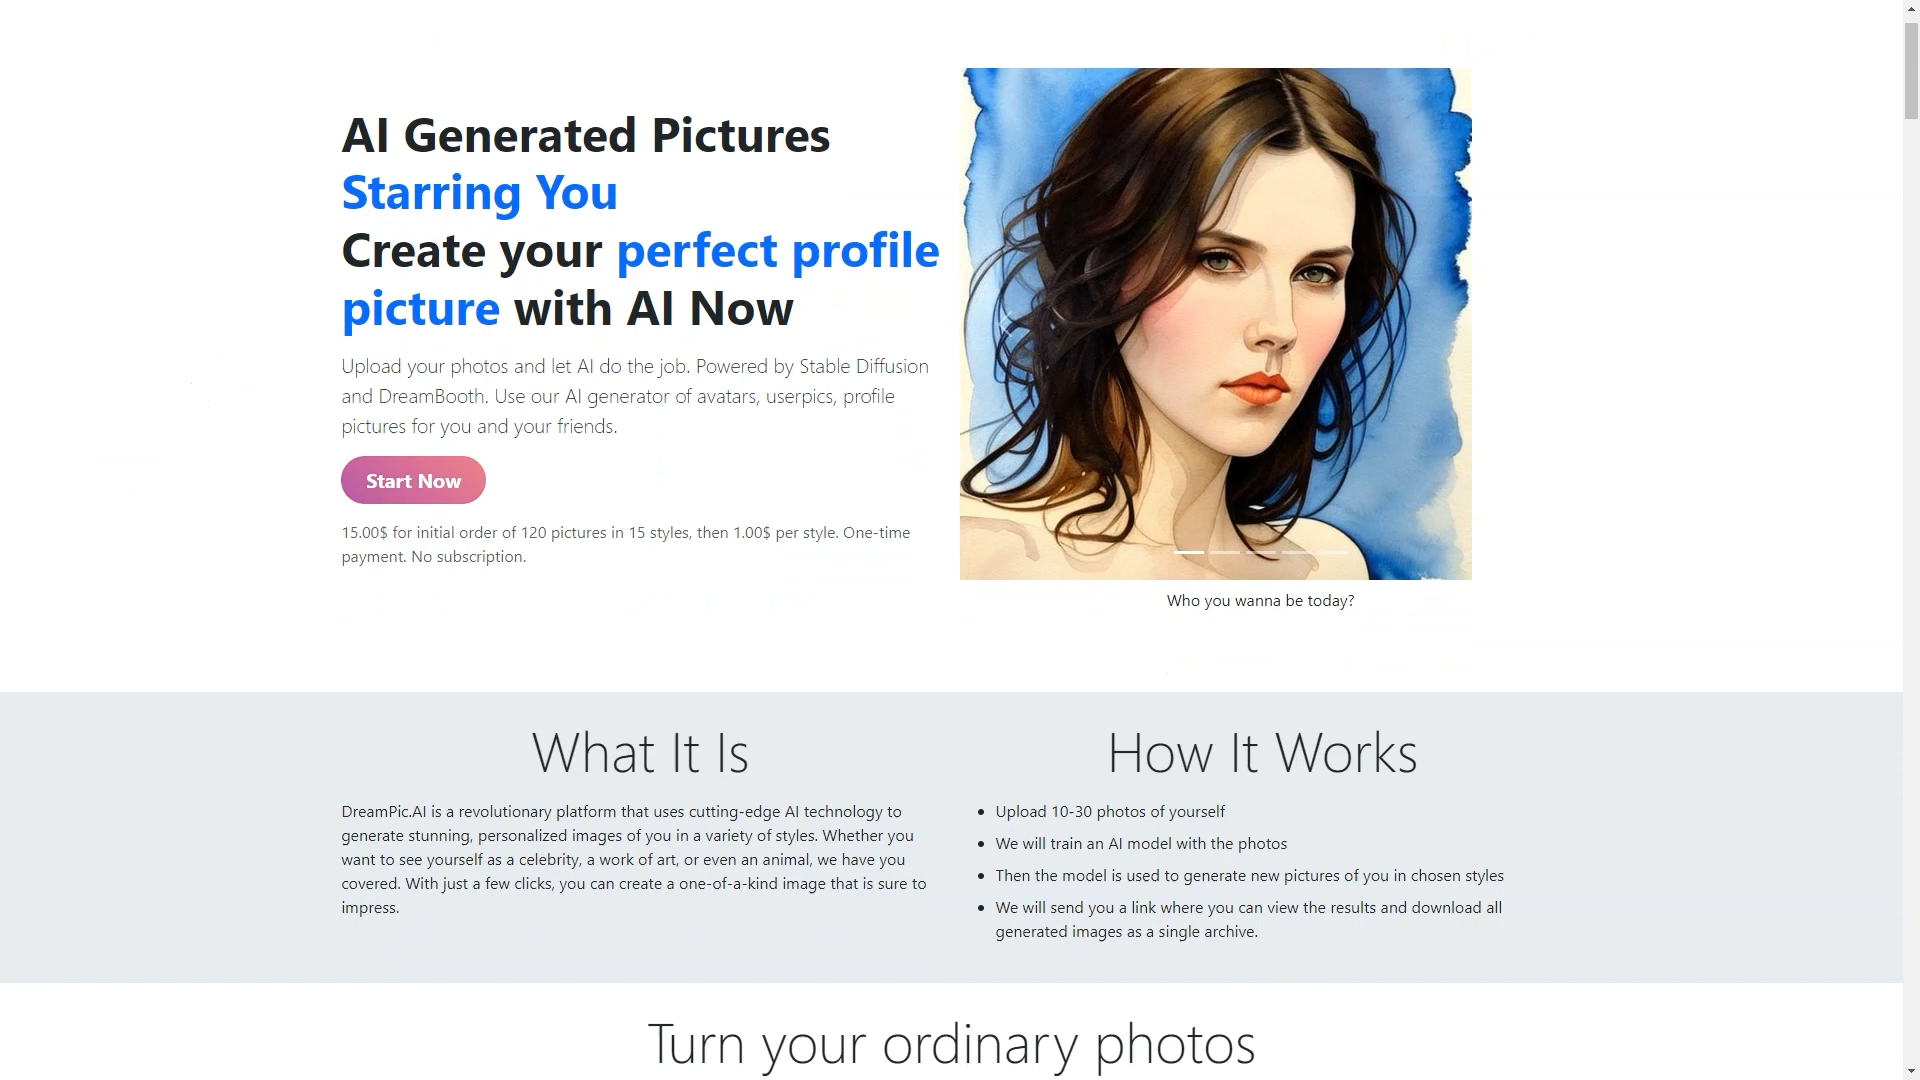 AI Generated Pictures
Starring You
Create your perfect profile
picture with AI Now
Upload your photos and let AI do the job. Powered by Stable Diffusion
and DreamBooth. Use our AI generator of avatars, userpics, profile
pictures for you and your friends.
Start Now
15.00$ for initial order of 120 pictures in 15 styles, then 1.00$ per style. One-time
payment. No subscription.
Who you wanna be today?
What It Is
DreamPic.AI is a revolutionary platform that uses cutting-edge AI technology to
generate stunning, personalized images of you in a variety of styles. Whether you
want to see yourself as a celebrity, a work of art, or even an animal, we have you
covered. With just a few clicks, you can create a one-of-a-kind image that is sure to
impress.
How It Works
Upload 10-30 photos of yourself
We will train an AI model with the photos
Then the model is used to generate new pictures of you in chosen styles
We will send you a link where you can view the results and download all
generated images as a single archive.
Turn your ordinary photos